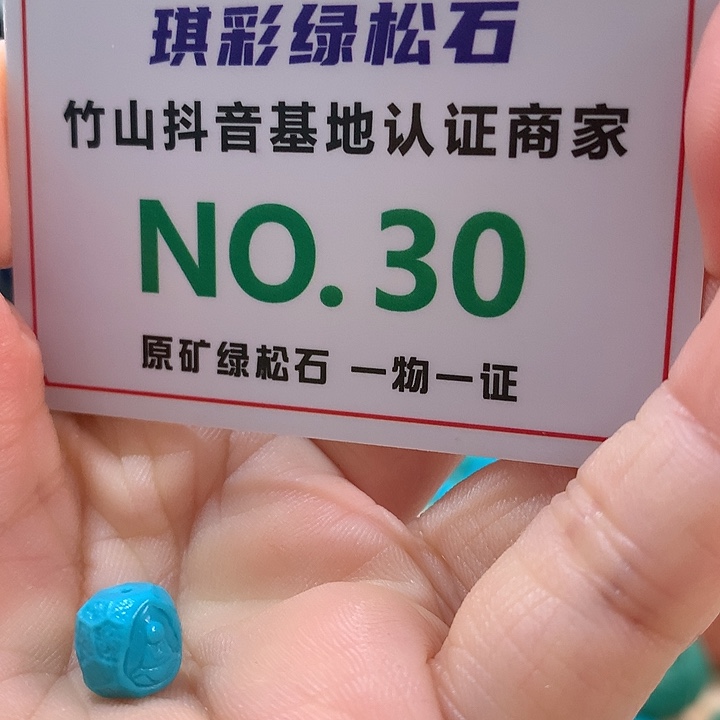 琪彩绿松石
竹山抖音基地认证商家
NO.30
原矿绿松石 一物一证